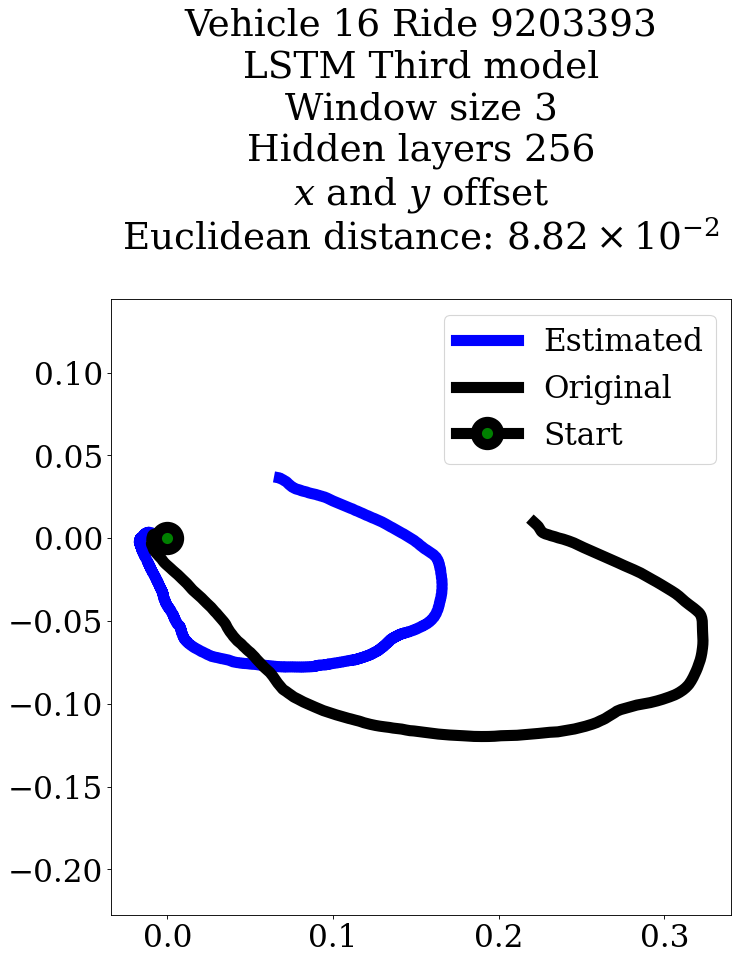 Vehicle 16 Ride 9203393
LSTM Third model
Window size 3
Hidden layers 256
x and y offset
Euclidean distance: 8.82 × 10⁻²
Estimated
Original
Start
0.10
0.05
0.00
−0.05
−0.10
−0.15
−0.20
0.0 0.1 0.2 0.3